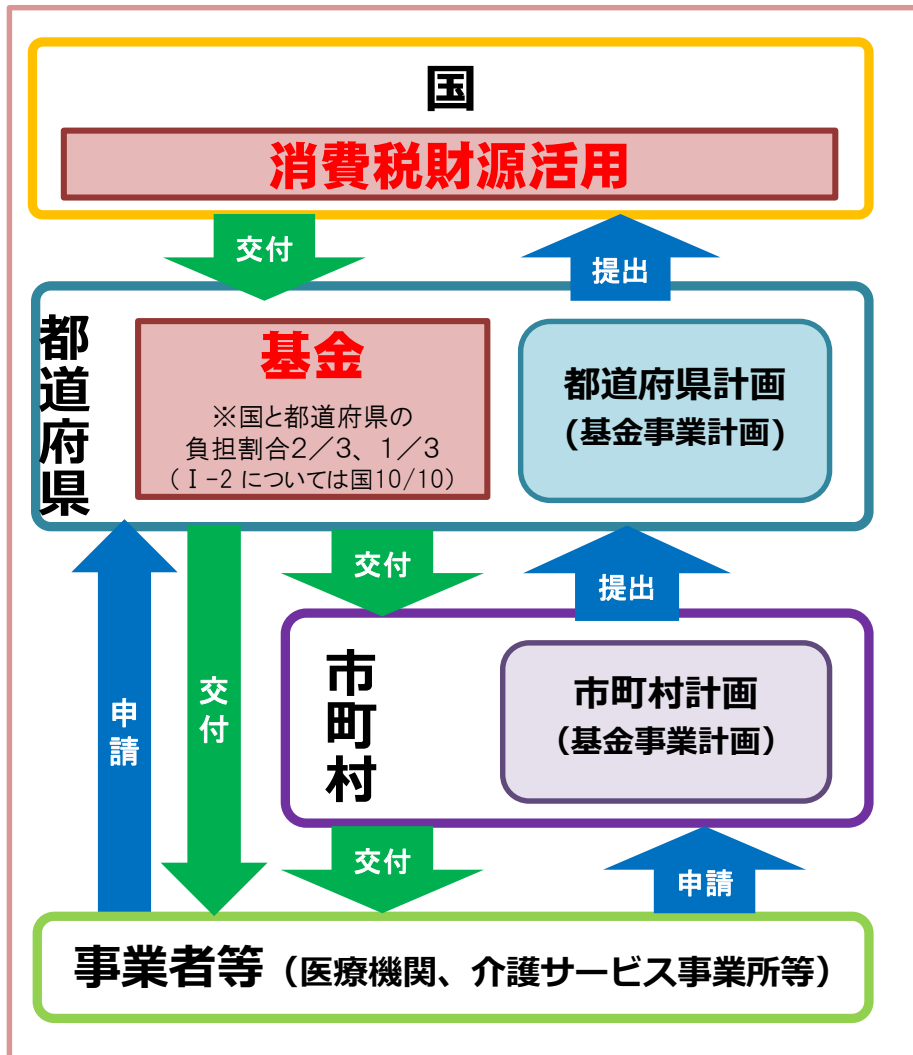 国
消費税財源活用
交付
提出
都道府県
基金
※国と都道府県の
負担割合2／3、1／3
（Ⅰ-2 については国10/10）
都道府県計画
(基金事業計画)
交付
提出
申請
交付
市町村
市町村計画
（基金事業計画）
交付
申請
事業者等（医療機関、介護サービス事業所等）